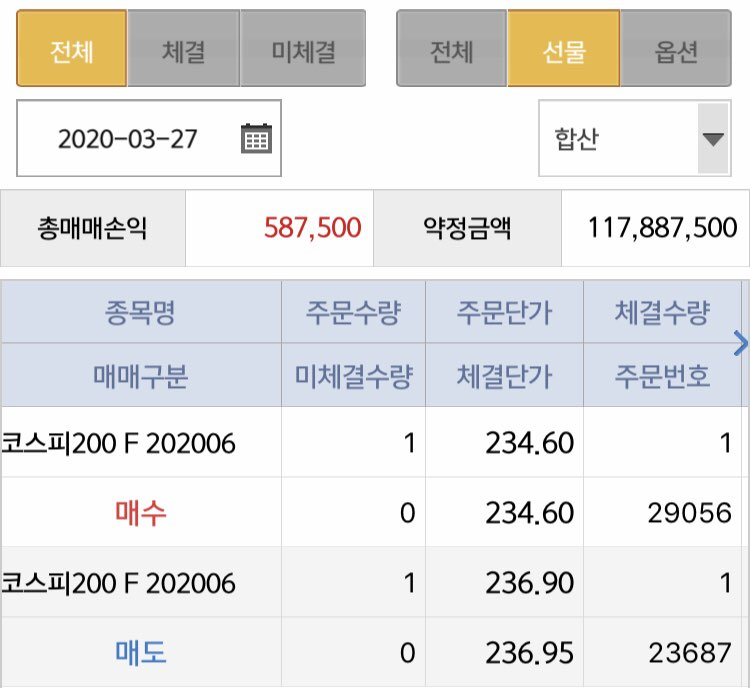 전체 체결 미체결 전체 선물 옵션
2020-03-27 합산
총매매손익 587,500 약정금액 117,887,500
종목명 주문수량 주문단가 체결수량
매매구분 미체결수량 체결단가 주문번호
코스피200 F 202006 1 234.60 1
매수 0 234.60 29056
코스피200 F 202006 1 236.90 1
매도 0 236.95 23687